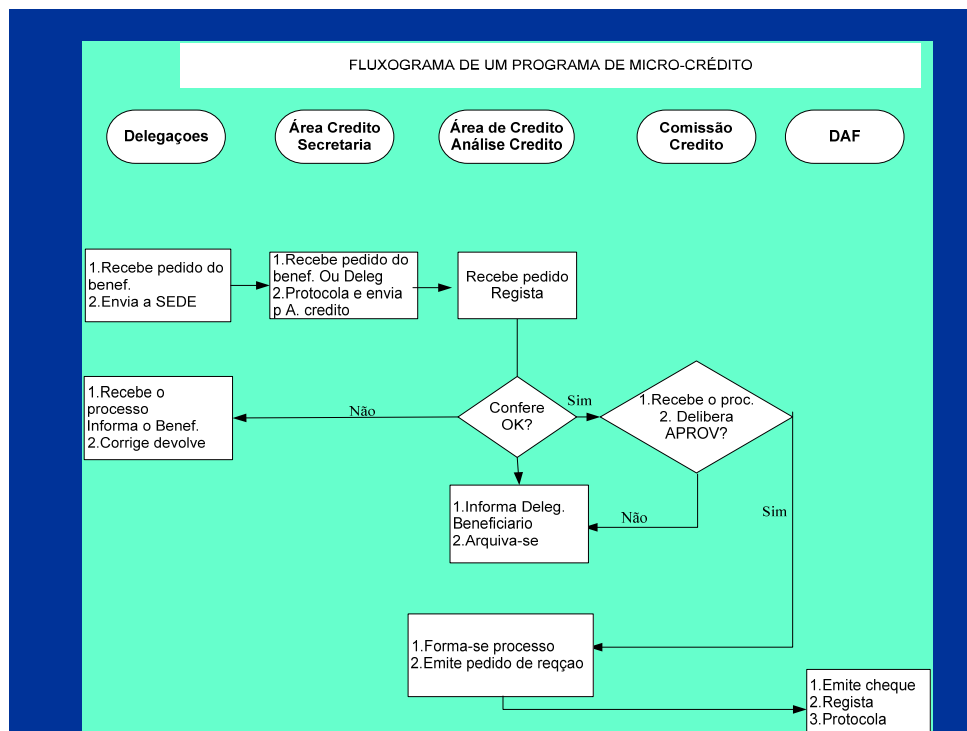 FLUXOGRAMA DE UM PROGRAMA DE MICRO-CRÉDITO
Delegaçoes
Área Credito
Secretaria
Área de Credito
Análise Credito
Comissão
Credito
DAF
1.Recebe pedido do
benef.
2.Envia a SEDE
1.Recebe pedido do
benef. Ou Deleg
2.Protocola e envia
p A. credito
Recebe pedido
Regista
1.Recebe o
processo
Informa o Benef.
2.Corrige devolve
Não
Confere
OK?
Sim
1.Recebe o proc.
2. Delibera
APROV?
1.Informa Deleg.
Beneficiario
2.Arquiva-se
Não
Sim
1.Forma-se processo
2.Emite pedido de reqçao
1.Emite cheque
2.Regista
3.Protocola